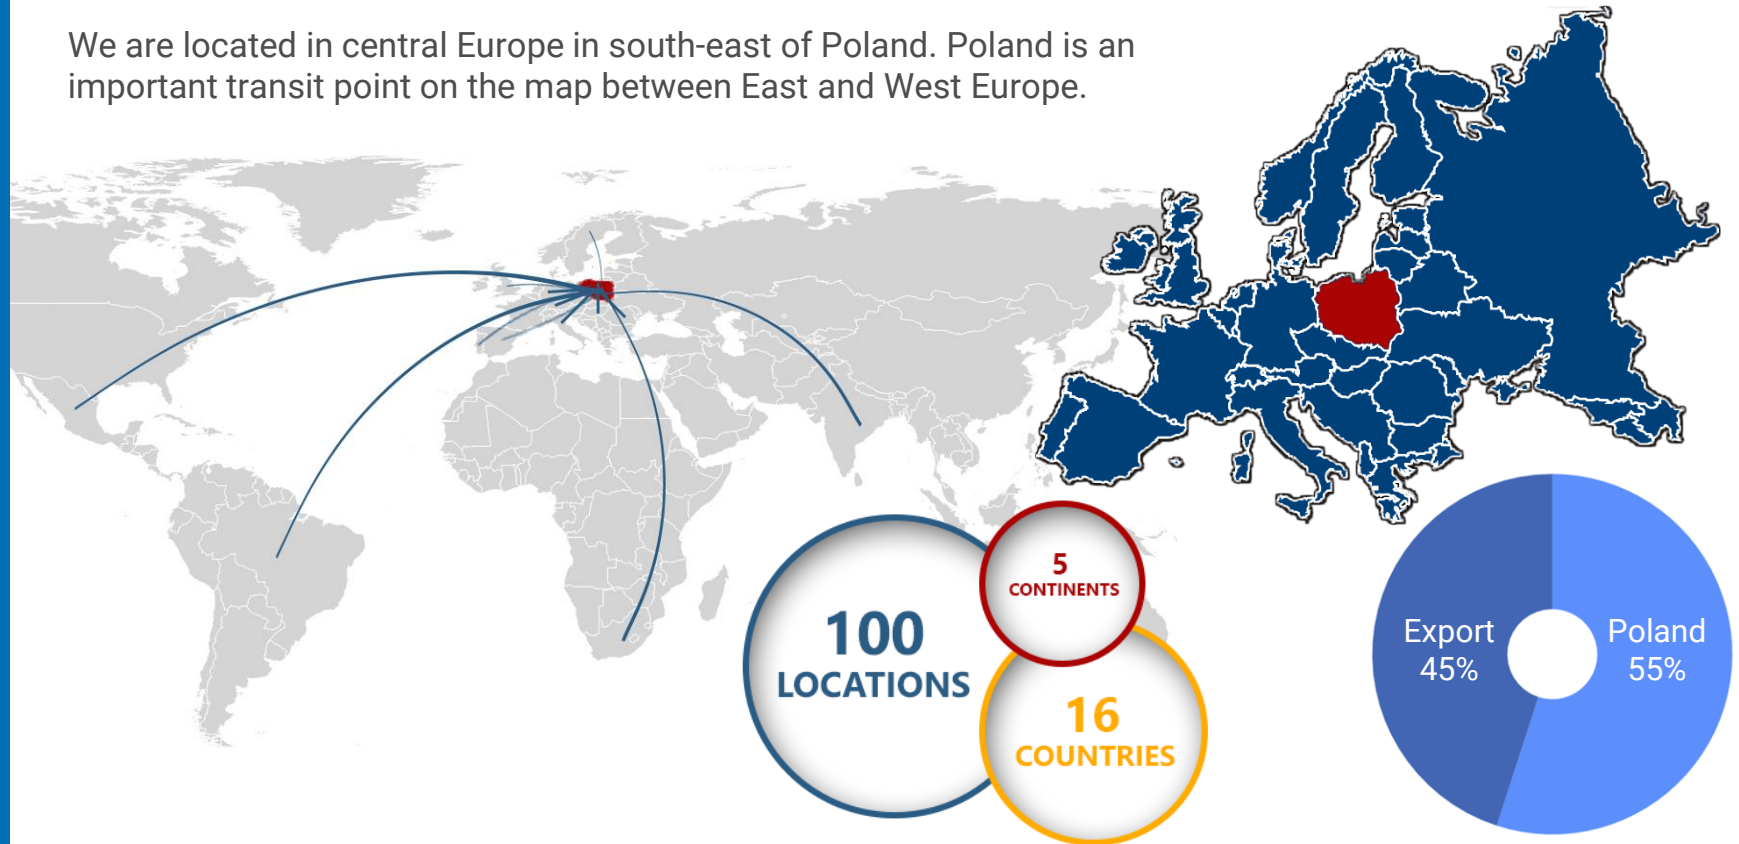 We are located in central Europe in south-east of Poland. Poland is an
important transit point on the map between East and West Europe.
5
CONTINENTS
100
LOCATIONS
16
COUNTRIES
Export
45%
Poland
55%